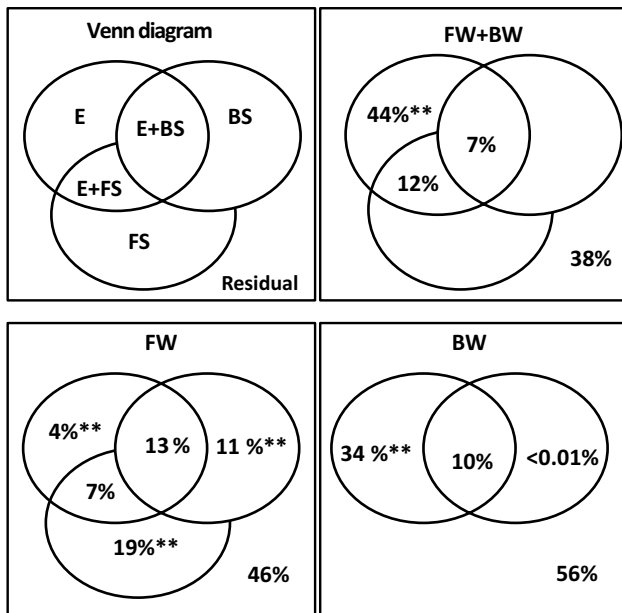 Venn diagram
E
E+BS
BS
E+FS
FS
Residual
FW+BW
44%**
7%
12%
38%
FW
4%**
13 %
11 %**
7%
19%**
46%
BW
34 %**
10%
<0.01%
56%